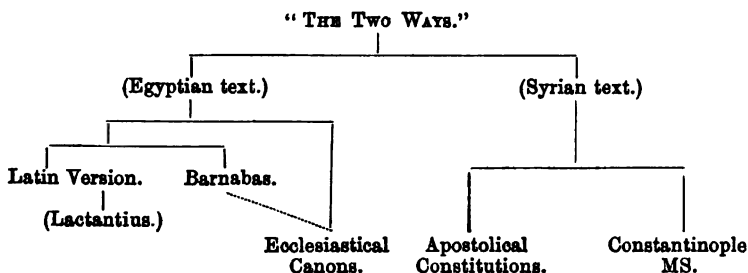 “ THE TWO WAYS.”
(Egyptian text.) (Syrian text.)
Latin Version. Barnabas.
(Lactantius.)
Ecclesiastical Apostolical Constantinople
Canons. Constitutions. MS.